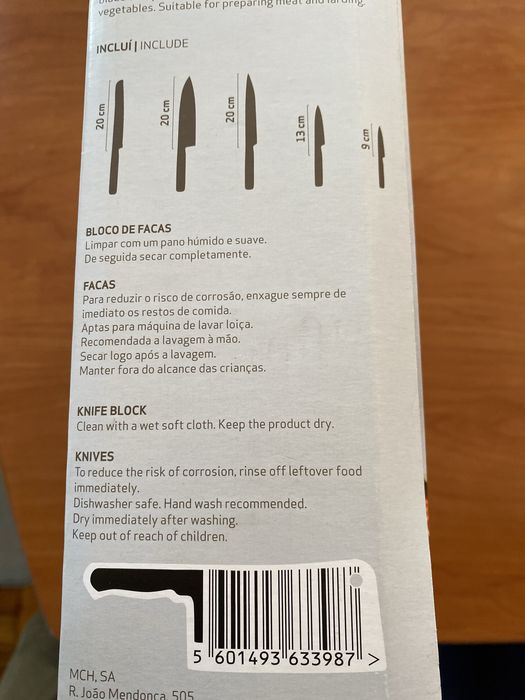 vegetables. Suitable for preparing meat and larding.
INCLUÍ | INCLUDE
20 cm
20 cm
20 cm
13 cm
9 cm
BLOCO DE FACAS
Limpar com um pano húmido e suave.
De seguida secar completamente.
FACAS
Para reduzir o risco de corrosão, enxague sempre de
imediato os restos de comida.
Aptas para máquina de lavar loiça.
Recomendada a lavagem à mão.
Secar logo após a lavagem.
Manter fora do alcance das crianças.
KNIFE BLOCK
Clean with a wet soft cloth. Keep the product dry.
KNIVES
To reduce the risk of corrosion, rinse off leftover food
immediately.
Dishwasher safe. Hand wash recommended.
Dry immediately after washing.
Keep out of reach of children.
5 601493 633987 >
MCH, SA
R. João Mendonça, 505